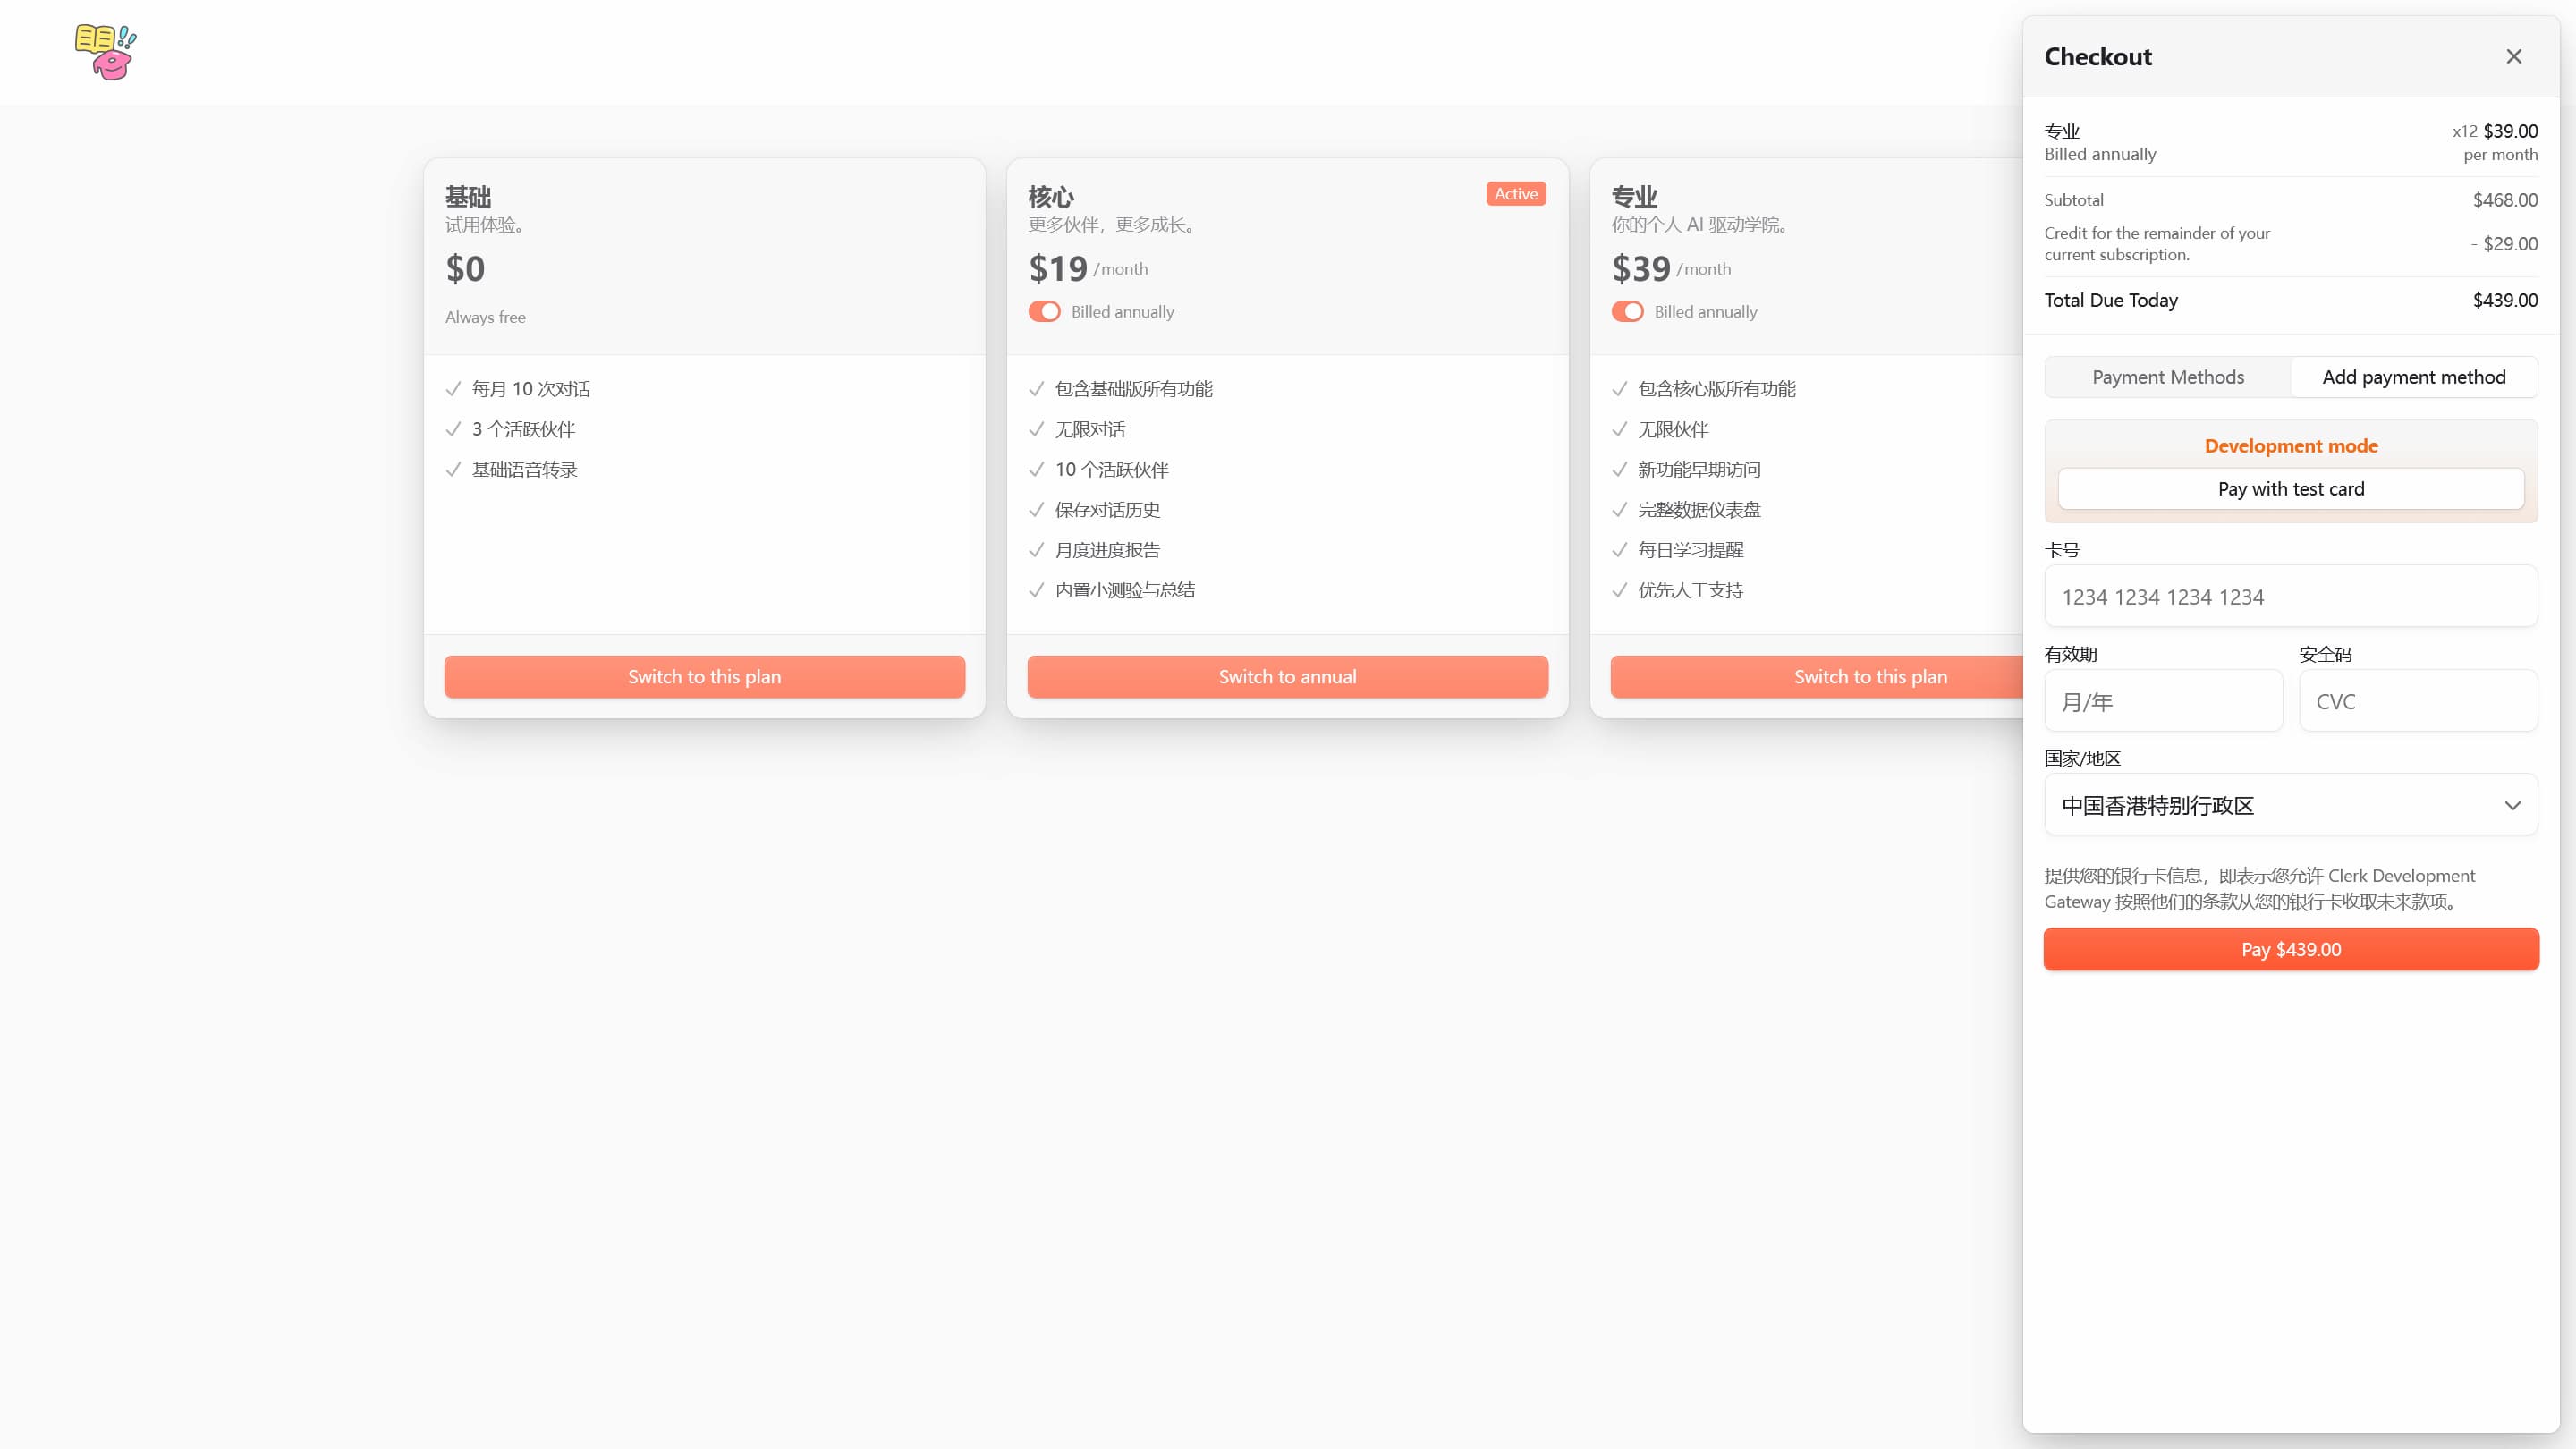 基础
试用体验。
$0
Always free
每月 10 次对话
3 个活跃伙伴
基础语音转录
Switch to this plan
核心
Active
更多伙伴，更多成长。
$19 /month
Billed annually
包含基础版所有功能
无限对话
10 个活跃伙伴
保存对话历史
月度进度报告
内置小测验与总结
Switch to annual
专业
你的个人 AI 驱动学院。
$39 /month
Billed annually
包含核心版所有功能
无限伙伴
新功能早期访问
完整数据仪表盘
每日学习提醒
优先人工支持
Switch to this plan
Checkout
专业 x12 $39.00
Billed annually per month
Subtotal $468.00
Credit for the remainder of your
current subscription. - $29.00
Total Due Today $439.00
Payment Methods Add payment method
Development mode
Pay with test card
卡号
1234 1234 1234 1234
有效期 安全码
月/年 CVC
国家/地区
中国香港特别行政区
提供您的银行卡信息，即表示您允许 Clerk Development
Gateway 按照他们的条款从您的银行卡收取未来款项。
Pay $439.00